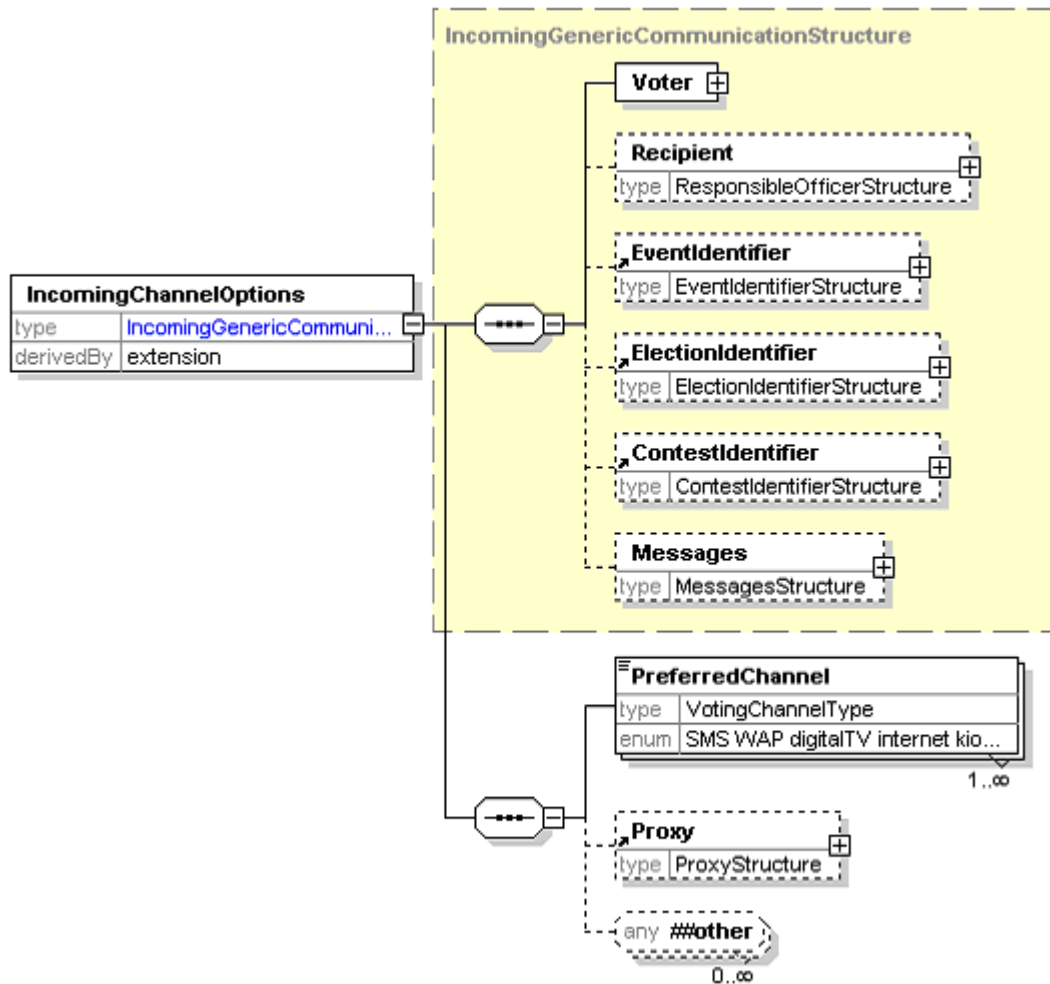 IncomingGenericCommunicationStructure
Voter
Recipient
type ResponsibleOfficerStructure
EventIdentifier
type EventIdentifierStructure
IncomingChannelOptions
type IncomingGenericCommuni...
derivedBy extension
ElectionIdentifier
type ElectionIdentifierStructure
ContestIdentifier
type ContestIdentifierStructure
Messages
type MessagesStructure
PreferredChannel
type VotingChannelType
enum SMS WAP digitalTV internet kio...
1..∞
Proxy
type ProxyStructure
any ##other
0..∞